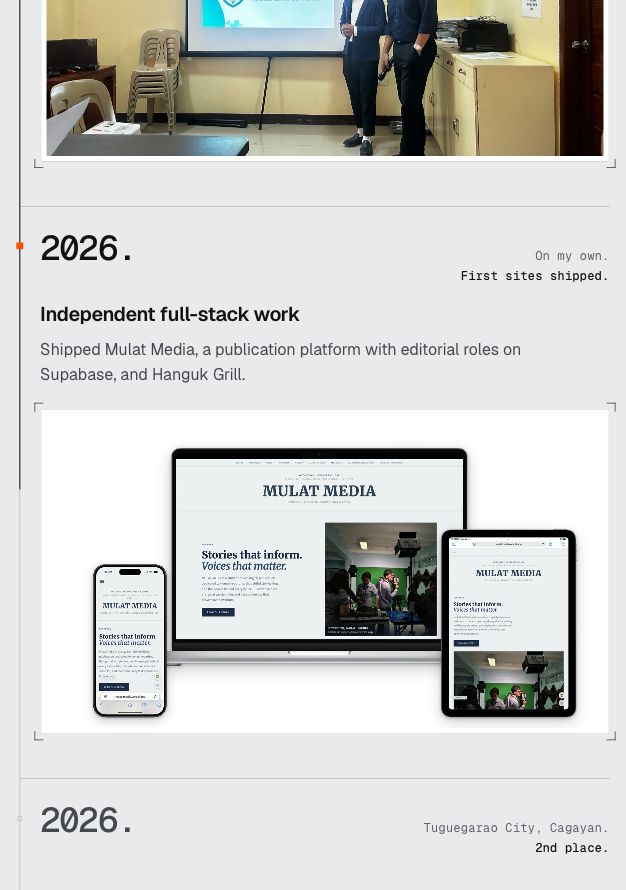 2026.
On my own.
First sites shipped.
Independent full-stack work
Shipped Mulat Media, a publication platform with editorial roles on
Supabase, and Hanguk Grill.
MULAT MEDIA
Stories that inform.
Voices that matter.
MULAT MEDIA
Stories that inform.
Voices that matter.
MULAT MEDIA
Stories that inform.
Voices that matter.
2026.
Tuguegarao City, Cagayan.
2nd place.